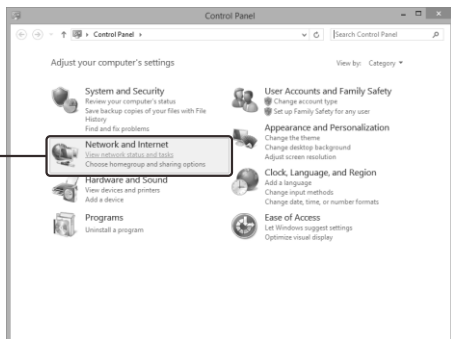 Control Panel
Control Panel
Search Control Panel
Adjust your computer's settings
View by: Category
System and Security
Review your computer's status
Save backup copies of your files with File
History
Find and fix problems
Network and Internet
View network status and tasks
Choose homegroup and sharing options
Hardware and Sound
View devices and printers
Add a device
Programs
Uninstall a program
User Accounts and Family Safety
Change account type
Set up Family Safety for any user
Appearance and Personalization
Change the theme
Change desktop background
Adjust screen resolution
Clock, Language, and Region
Add a language
Change input methods
Change date, time, or number formats
Ease of Access
Let Windows suggest settings
Optimize visual display